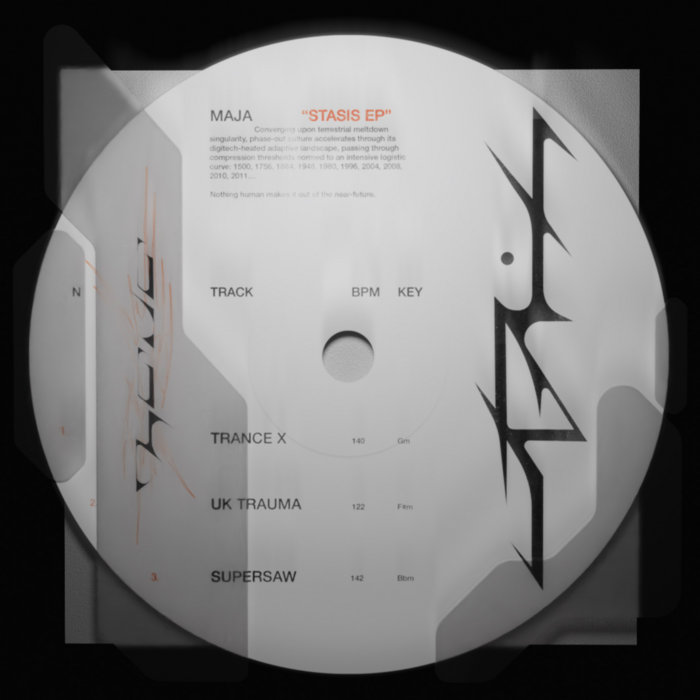 MAJA “STASIS EP”
Converging upon terrestrial meltdown
singularity, phase-out culture accelerates through its
digitech-heated adaptive landscape, passing through
compression thresholds normed to an intensive logistic
curve: 1500, 1756, 1884, 1948, 1980, 1996, 2004, 2008,
2010, 2011...
Nothing human makes it out of the near-future.
N TRACK BPM KEY
1. TRANCE X 140 Gm
2. UK TRAUMA 122 F#m
3. SUPERSAW 142 Bbm